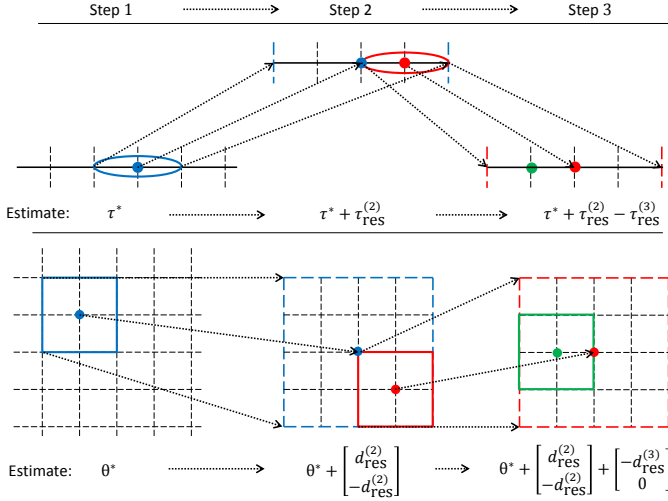 Step 1 Step 2 Step 3
Estimate: τ* τ* + τ_res^(2) τ* + τ_res^(2) − τ_res^(3)
Estimate: θ* θ* + [d_res^(2) −d_res^(2)] θ* + [d_res^(2) −d_res^(2)] + [−d_res^(3) 0]